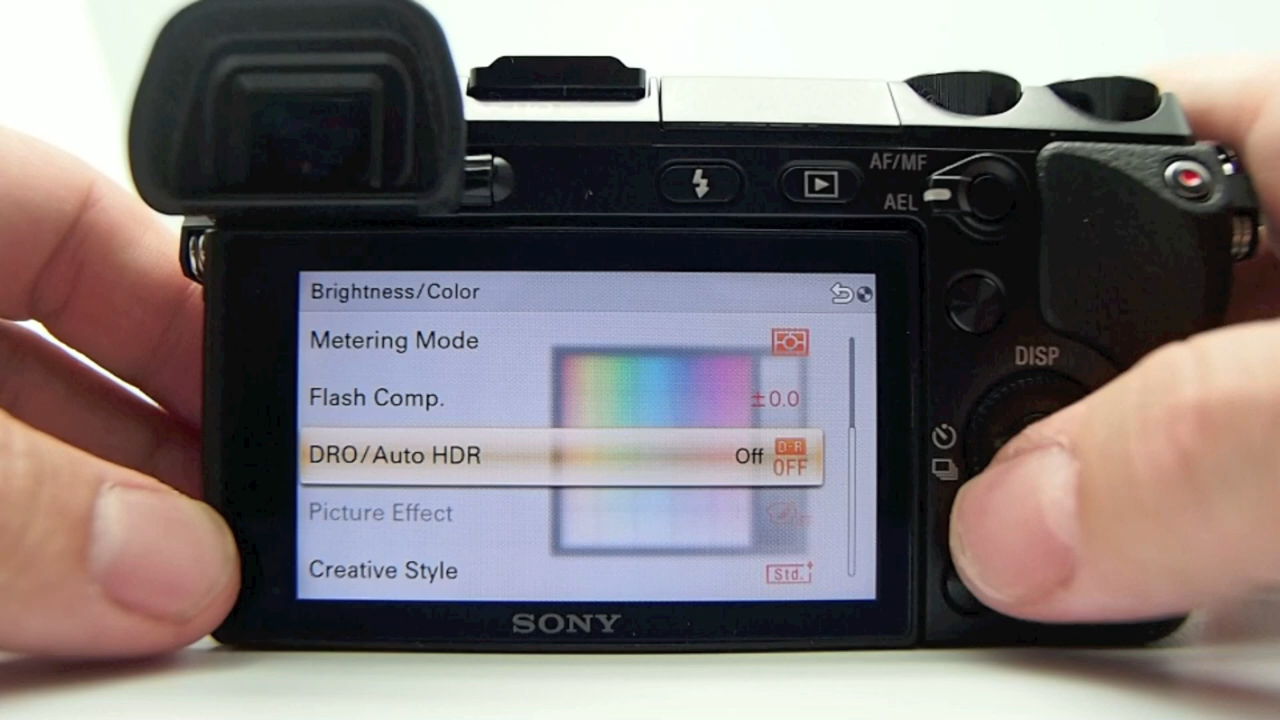 AF/MF
AEL
Brightness/Color
Metering Mode
Flash Comp. ±0.0
DISP
DRO/Auto HDR Off D-R OFF
Picture Effect
Creative Style Std.
SONY